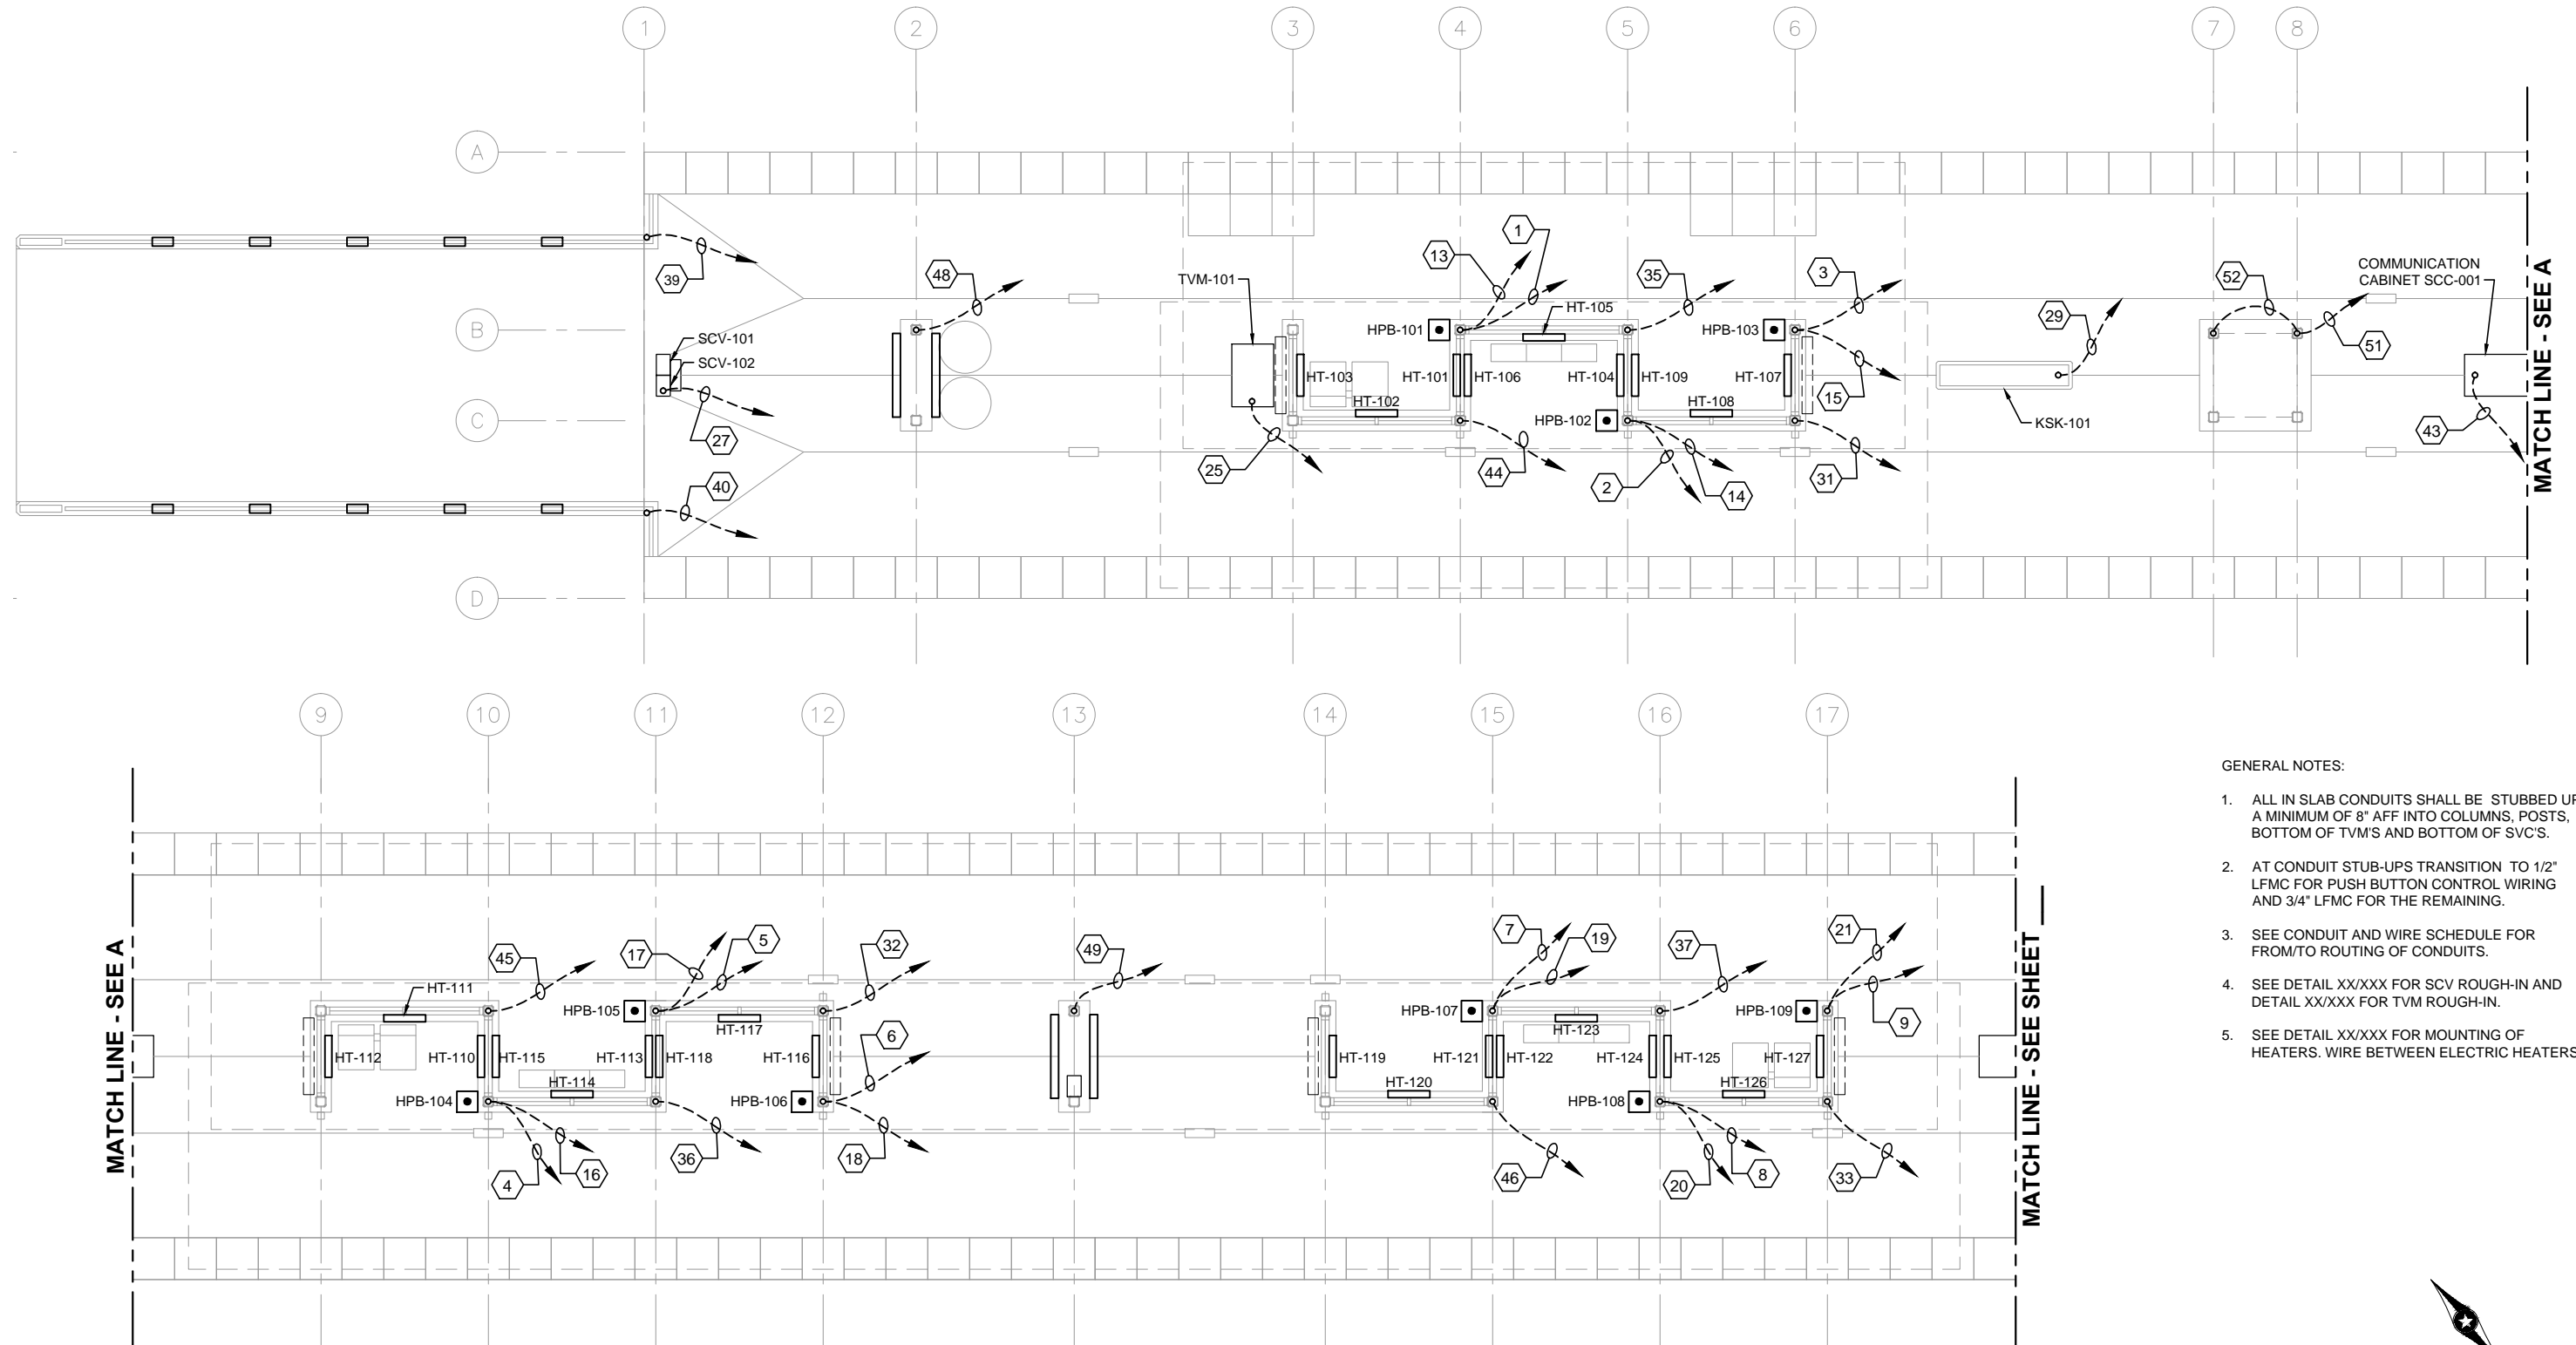 1 2 3 4 5 6 7 8
A
B
C
D
39
48
13
1
35
3
29
52
51
COMMUNICATION
CABINET SCC-001
TVM-101
SCV-101
SCV-102
HPB-101
HT-105
HPB-103
HT-103
HT-101
HT-106
HT-104
HT-109
HT-107
HT-102
HT-108
HPB-102
KSK-101
15
27
40
25
44
2
14
31
43
MATCH LINE - SEE A
9 10 11 12 13 14 15 16 17
MATCH LINE - SEE A
45
17
5
32
49
7
19
37
21
HT-111
HPB-105
HT-117
HPB-107
HT-123
HPB-109
9
6
HT-112
HT-110
HT-115
HT-113
HT-118
HT-116
HT-119
HT-121
HT-122
HT-124
HT-125
HT-127
HT-114
HT-120
HT-126
HPB-104
HPB-106
HPB-108
4
16
36
18
46
20
8
33
MATCH LINE - SEE SHEET __
GENERAL NOTES:
1. ALL IN SLAB CONDUITS SHALL BE STUBBED UP
A MINIMUM OF 8" AFF INTO COLUMNS, POSTS,
BOTTOM OF TVM'S AND BOTTOM OF SVC'S.
2. AT CONDUIT STUB-UPS TRANSITION TO 1/2"
LFMC FOR PUSH BUTTON CONTROL WIRING
AND 3/4" LFMC FOR THE REMAINING.
3. SEE CONDUIT AND WIRE SCHEDULE FOR
FROM/TO ROUTING OF CONDUITS.
4. SEE DETAIL XX/XXX FOR SCV ROUGH-IN AND
DETAIL XX/XXX FOR TVM ROUGH-IN.
5. SEE DETAIL XX/XXX FOR MOUNTING OF
HEATERS. WIRE BETWEEN ELECTRIC HEATERS